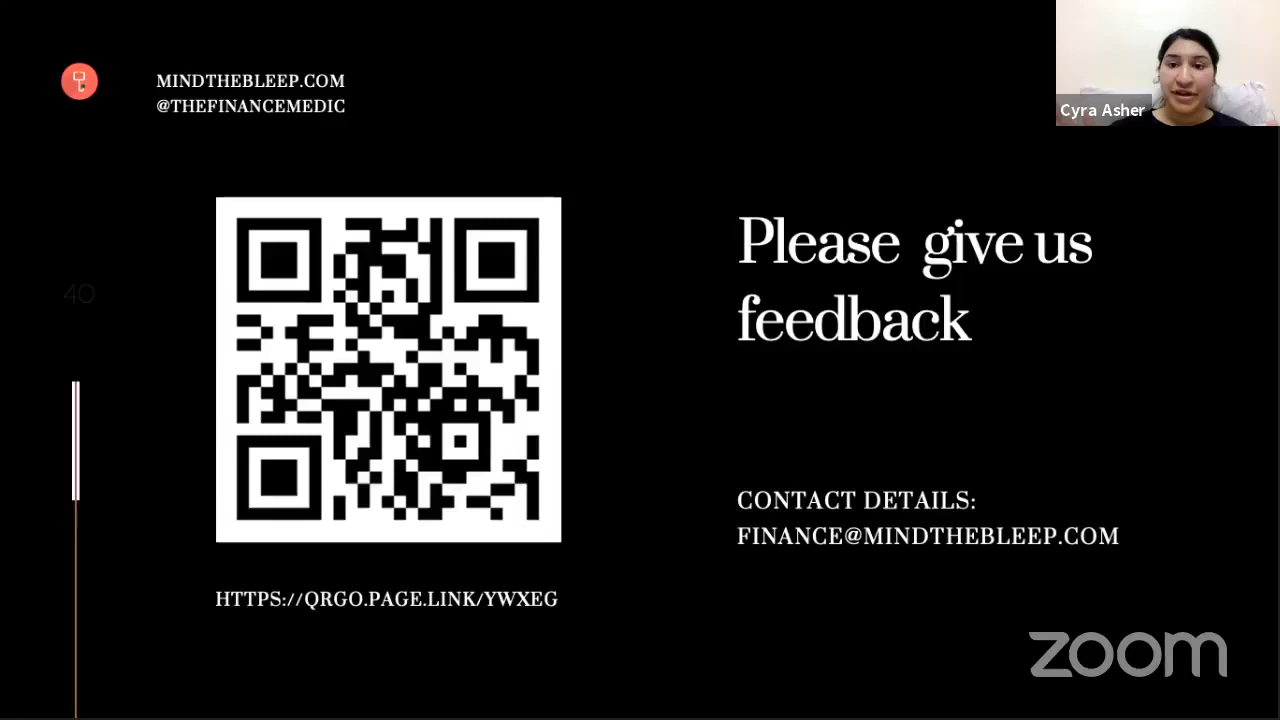 MINDTHEBLEEP.COM
@THEFINANCEMEDIC
Cyra Asher
40
Please give us
feedback
CONTACT DETAILS:
FINANCE@MINDTHEBLEEP.COM
HTTPS://QRGO.PAGE.LINK/YWXEG
zoom